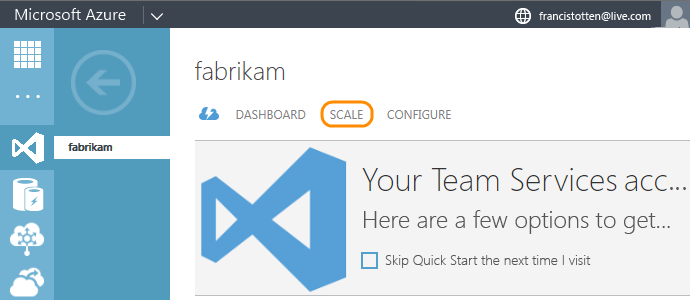 Microsoft Azure
francistotten@live.com
fabrikam
DASHBOARD SCALE CONFIGURE
fabrikam
Your Team Services acc...
Here are a few options to get...
Skip Quick Start the next time I visit